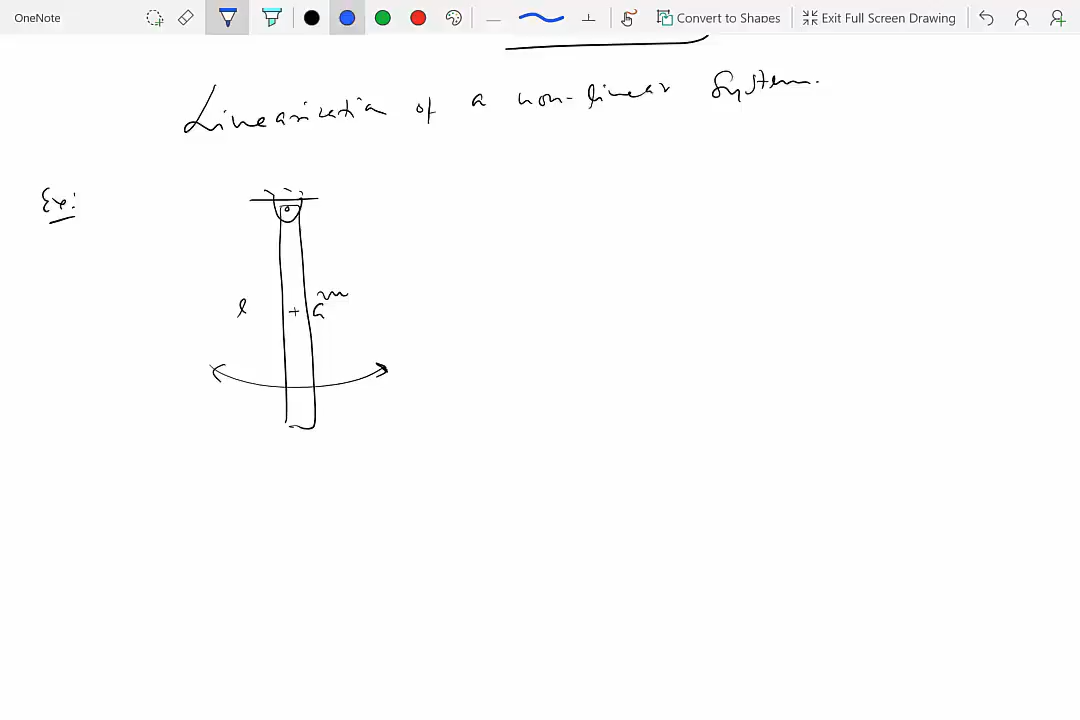 OneNote
Convert to Shapes
Exit Full Screen Drawing
Linearization of a non-linear System.
Ex:
m
l
G